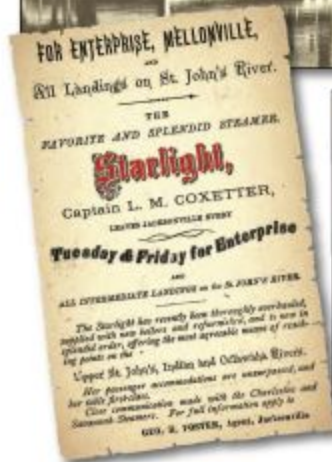 FOR ENTERPRISE, MELLONVILLE,
AND
All Landings on St. John's River.
THE
FAVORITE AND SPLENDID STEAMER,
Starlight,
Captain L. M. COXETTER,
LEAVES JACKSONVILLE EVERY
Tuesday & Friday for Enterprise
AND
ALL INTERMEDIATE LANDINGS ON THE St. JOHN'S RIVER.
The Starlight has recently been thoroughly overhauled,
supplied with new boilers and refurnished, and is now in
splendid order, offering the most agreeable means of reach-
ing points on the
Upper St. John's, Indian and Ocklawaha Rivers.
Her passenger accommodations are unsurpassed, and
her table first-class.
Close communication made with the Charleston and
Savannah Steamers. For full information apply to
GEO. R. FOSTER, Agent, Jacksonville